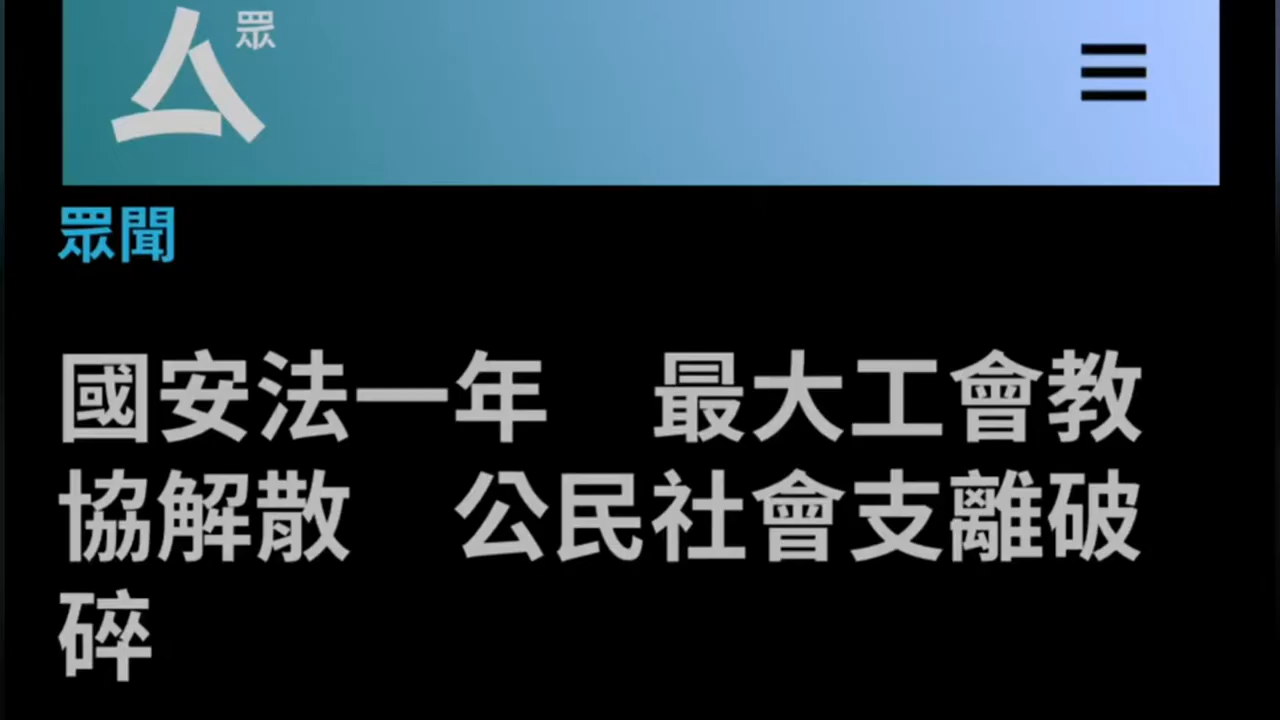 眾
眾聞
國安法一年　最大工會教
協解散　公民社會支離破
碎